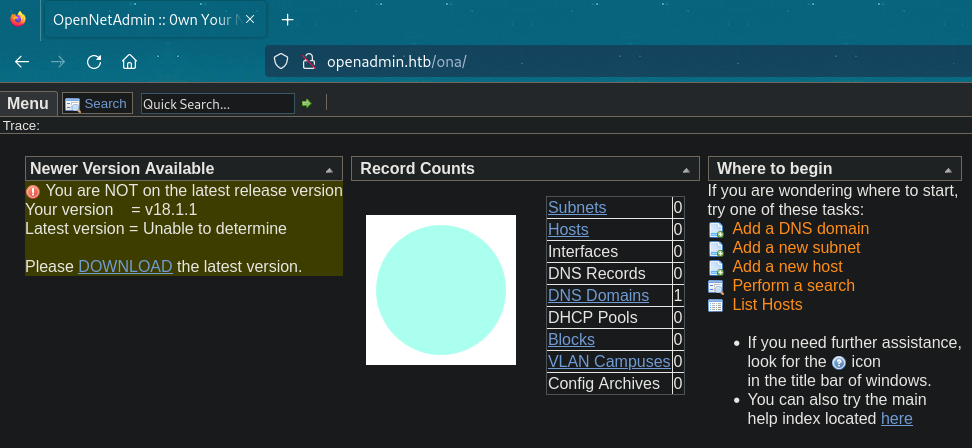 OpenNetAdmin :: 0wn Your N
openadmin.htb/ona/
Menu
Search
Quick Search...
Trace:
Newer Version Available
You are NOT on the latest release version
Your version = v18.1.1
Latest version = Unable to determine
Please DOWNLOAD the latest version.
Record Counts
Subnets 0
Hosts 0
Interfaces 0
DNS Records 0
DNS Domains 1
DHCP Pools 0
Blocks 0
VLAN Campuses 0
Config Archives 0
Where to begin
If you are wondering where to start,
try one of these tasks:
Add a DNS domain
Add a new subnet
Add a new host
Perform a search
List Hosts
• If you need further assistance,
look for the ? icon
in the title bar of windows.
• You can also try the main
help index located here